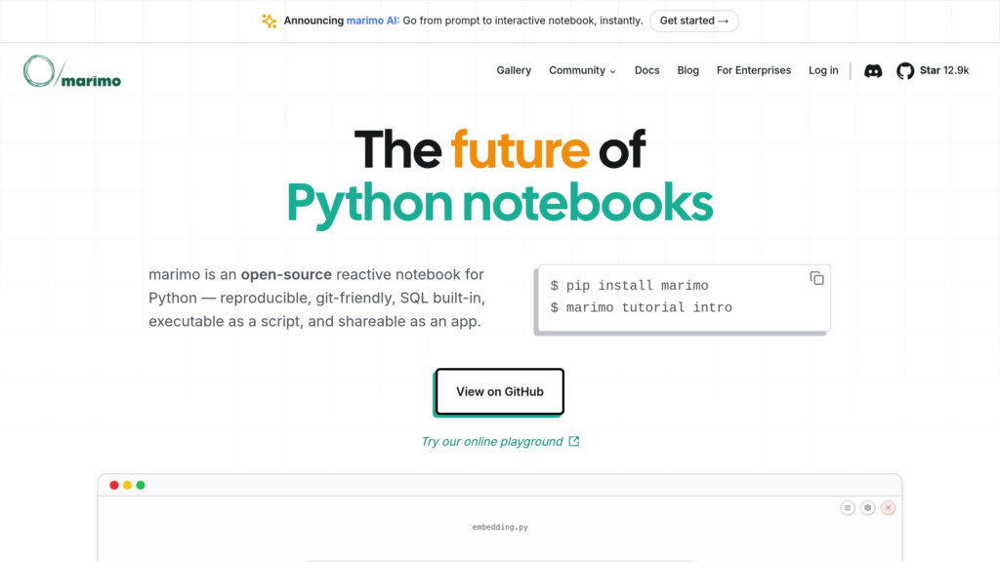 Announcing marimo AI: Go from prompt to interactive notebook, instantly. Get started →
marimo
Gallery Community Docs Blog For Enterprises Log in Star 12.9k
The future of
Python notebooks
marimo is an open-source reactive notebook for
Python — reproducible, git-friendly, SQL built-in,
executable as a script, and shareable as an app.
$ pip install marimo
$ marimo tutorial intro
View on GitHub
Try our online playground
embedding.py